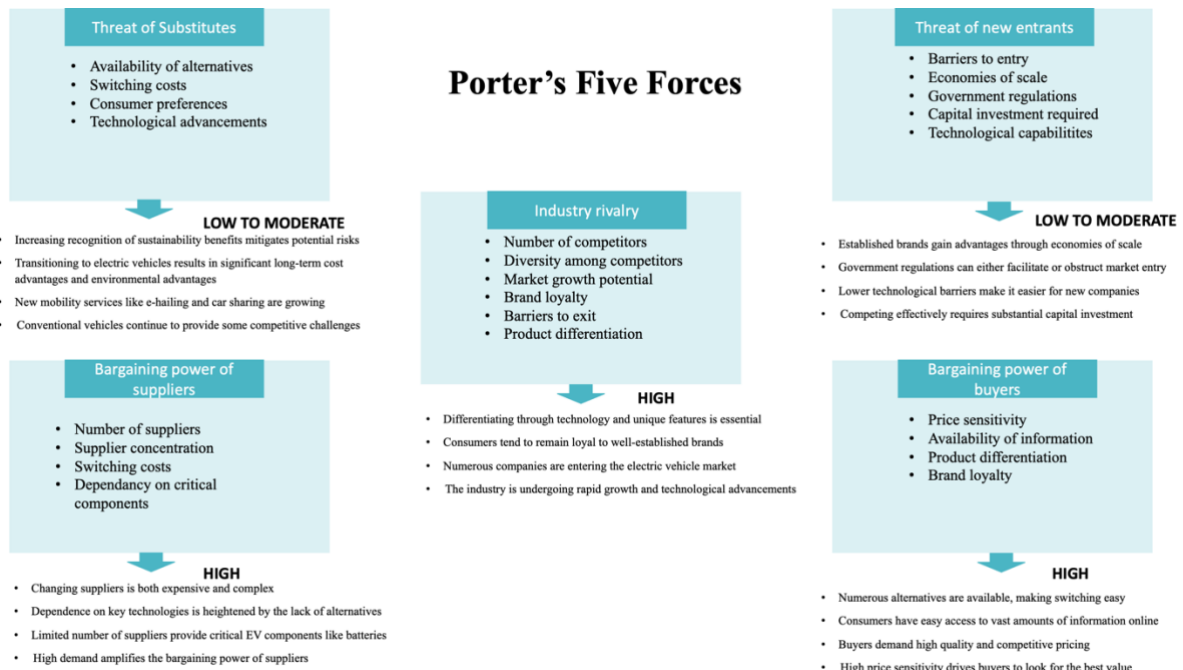 Porter’s Five Forces
Threat of Substitutes
• Availability of alternatives
• Switching costs
• Consumer preferences
• Technological advancements
LOW TO MODERATE
• Increasing recognition of sustainability benefits mitigates potential risks
• Transitioning to electric vehicles results in significant long-term cost
advantages and environmental advantages
• New mobility services like e-hailing and car sharing are growing
• Conventional vehicles continue to provide some competitive challenges
Threat of new entrants
• Barriers to entry
• Economies of scale
• Government regulations
• Capital investment required
• Technological capabilitites
LOW TO MODERATE
• Established brands gain advantages through economies of scale
• Government regulations can either facilitate or obstruct market entry
• Lower technological barriers make it easier for new companies
• Competing effectively requires substantial capital investment
Industry rivalry
• Number of competitors
• Diversity among competitors
• Market growth potential
• Brand loyalty
• Barriers to exit
• Product differentiation
HIGH
• Differentiating through technology and unique features is essential
• Consumers tend to remain loyal to well-established brands
• Numerous companies are entering the electric vehicle market
• The industry is undergoing rapid growth and technological advancements
Bargaining power of
suppliers
• Number of suppliers
• Supplier concentration
• Switching costs
• Dependancy on critical
components
HIGH
• Changing suppliers is both expensive and complex
• Dependence on key technologies is heightened by the lack of alternatives
• Limited number of suppliers provide critical EV components like batteries
• High demand amplifies the bargaining power of suppliers
Bargaining power of
buyers
• Price sensitivity
• Availability of information
• Product differentiation
• Brand loyalty
HIGH
• Numerous alternatives are available, making switching easy
• Consumers have easy access to vast amounts of information online
• Buyers demand high quality and competitive pricing
• High price sensitivity drives buyers to look for the best value